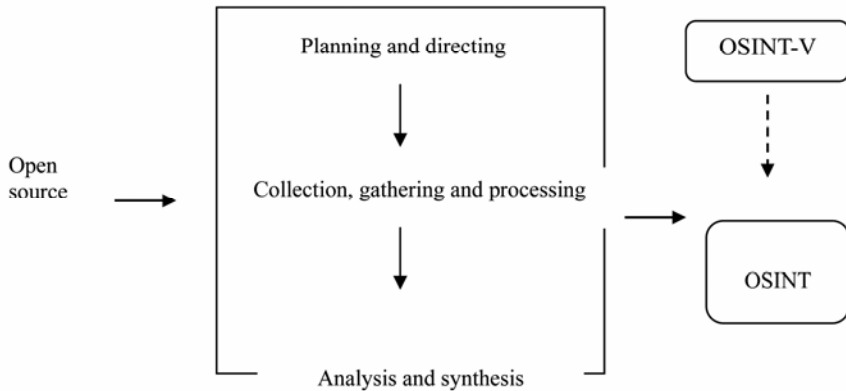 Planning and directing
OSINT-V
Open
source
Collection, gathering and processing
OSINT
Analysis and synthesis